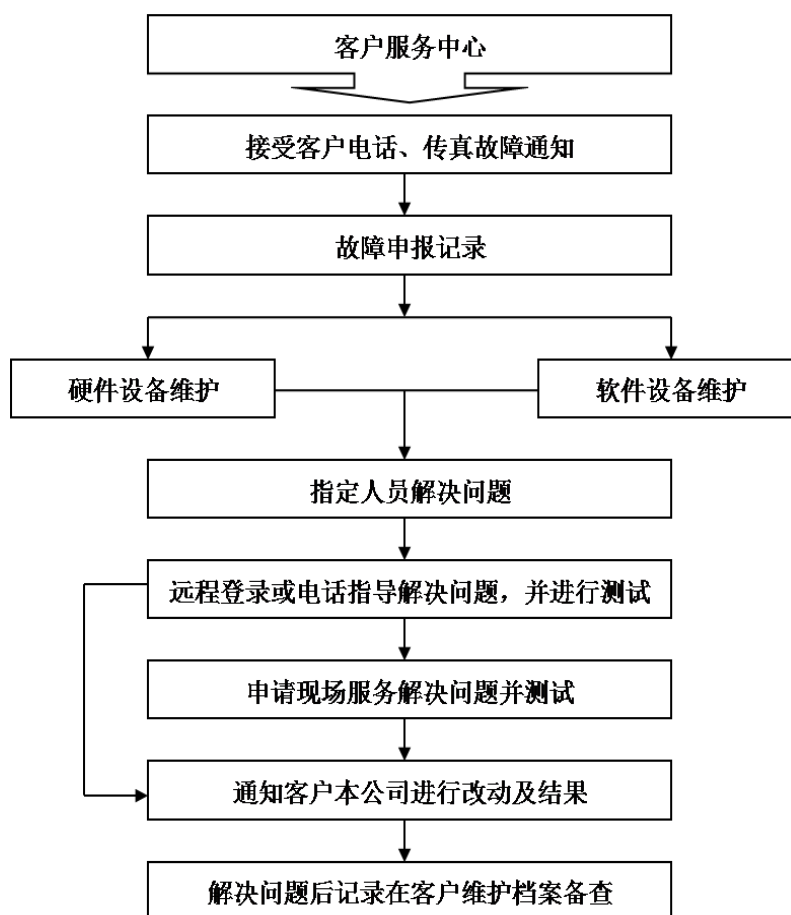 客户服务中心
接受客户电话、传真故障通知
故障申报记录
硬件设备维护
软件设备维护
指定人员解决问题
远程登录或电话指导解决问题，并进行测试
申请现场服务解决问题并测试
通知客户本公司进行改动及结果
解决问题后记录在客户维护档案备查